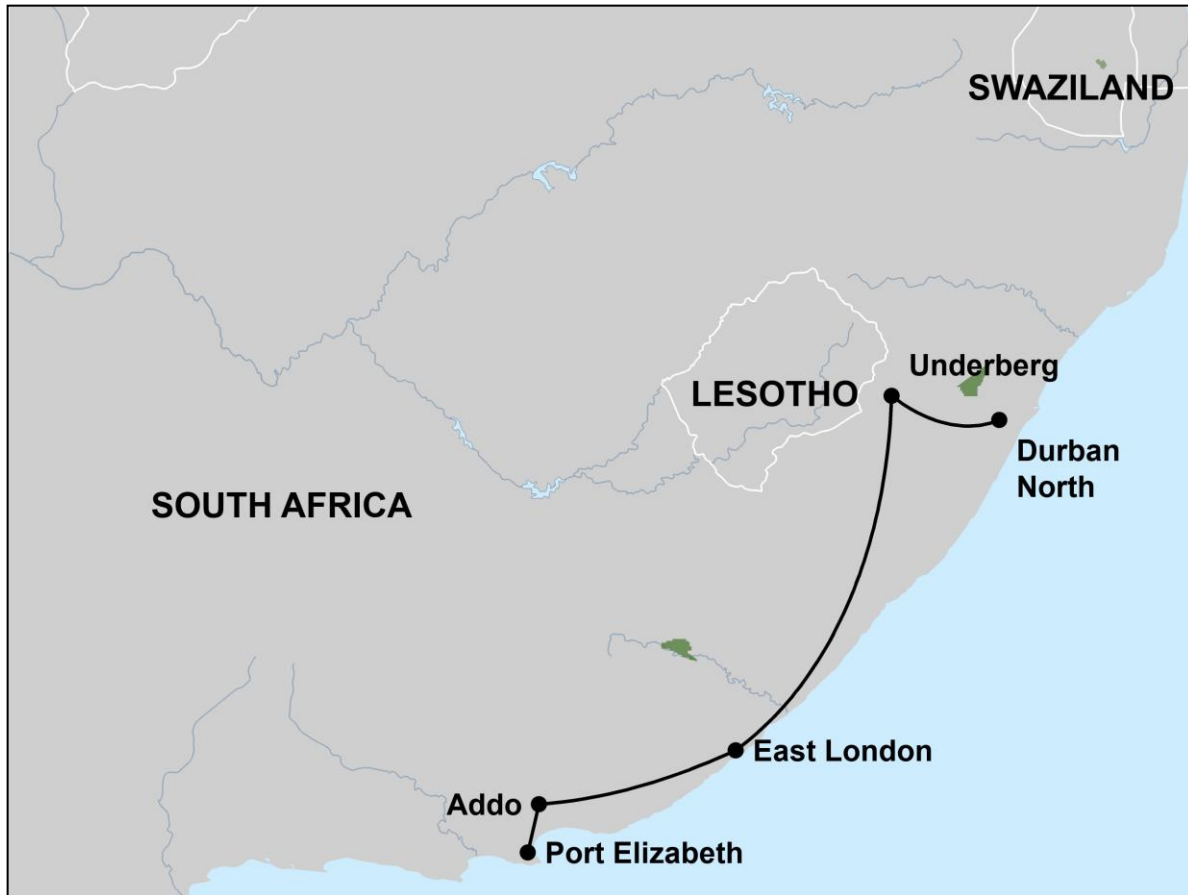 SWAZILAND
Underberg
LESOTHO
Durban
North
SOUTH AFRICA
East London
Addo
Port Elizabeth